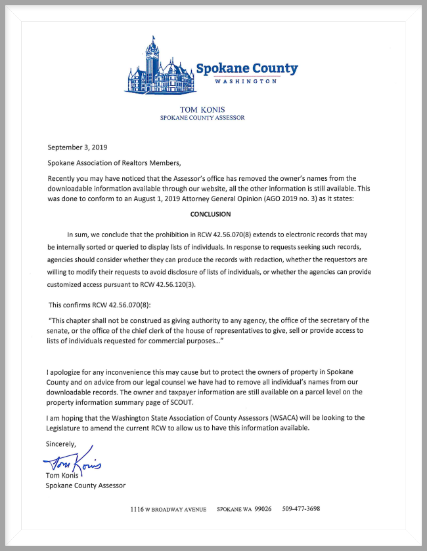 Spokane County
WASHINGTON
TOM KONIS
SPOKANE COUNTY ASSESSOR
September 3, 2019
Spokane Association of Realtors Members,
Recently you may have noticed that the Assessor's office has removed the owner's names from the
downloadable information available through our website, all the other information is still available. This
was done to conform to an August 1, 2019 Attorney General Opinion (AGO 2019 no. 3) as it states:
CONCLUSION
In sum, we conclude that the prohibition in RCW 42.56.070(8) extends to electronic records that may
be internally sorted or queried to display lists of individuals. In response to requests seeking such records,
agencies should consider whether they can produce the records with redaction, whether the requestors are
willing to modify their requests to avoid disclosure of lists of individuals, or whether the agencies can provide
customized access pursuant to RCW 42.56.120(3).
This confirms RCW 42.56.070(8):
"This chapter shall not be construed as giving authority to any agency, the office of the secretary of the
senate, or the office of the chief clerk of the house of representatives to give, sell or provide access to
lists of individuals requested for commercial purposes..."
I apologize for any inconvenience this may cause but to protect the owners of property in Spokane
County and on advice from our legal counsel we have had to remove all individual's names from our
downloadable records. The owner and taxpayer information are still available on a parcel level on the
property information summary page of SCOUT.
I am hoping that the Washington State Association of County Assessors (WSACA) will be looking to the
Legislature to amend the current RCW to allow us to have this information available.
Sincerely,
Tom Konis
Tom Konis
Spokane County Assessor
1116 W BROADWAY AVENUE SPOKANE WA 99026 509-477-3698